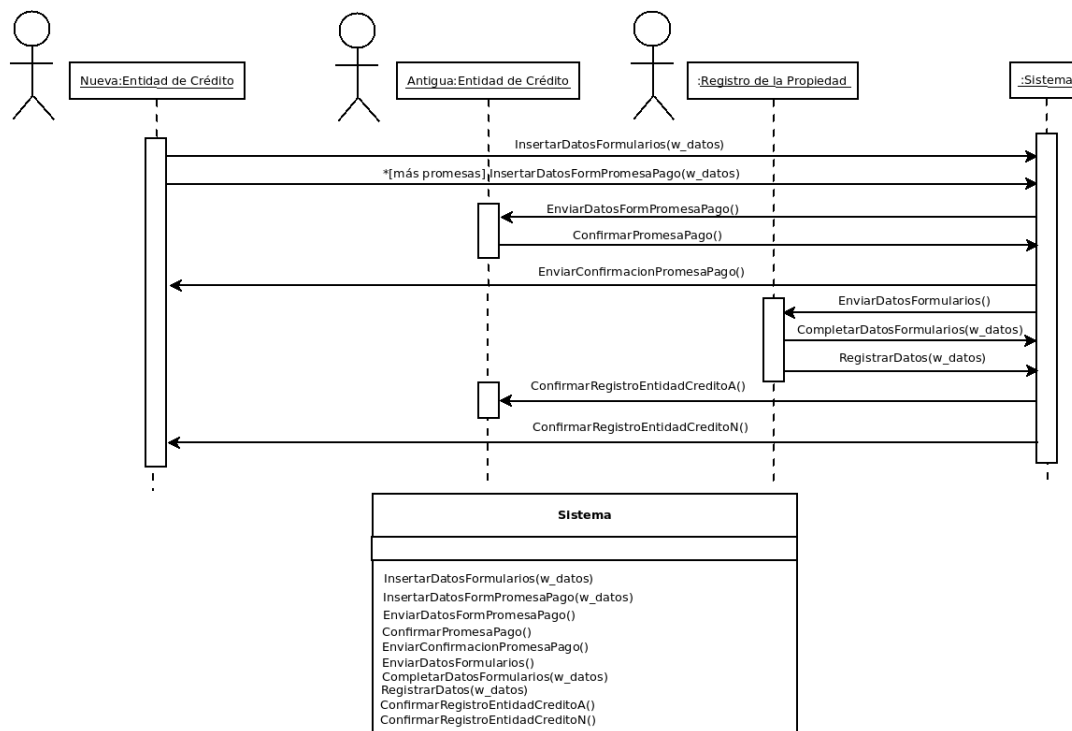 Nueva:Entidad de Crédito
Antigua:Entidad de Crédito
:Registro de la Propiedad
:Sistema
InsertarDatosFormularios(w_datos)
*[más promesas] InsertarDatosFormPromesaPago(w_datos)
EnviarDatosFormPromesaPago()
ConfirmarPromesaPago()
EnviarConfirmacionPromesaPago()
EnviarDatosFormularios()
CompletarDatosFormularios(w_datos)
RegistrarDatos(w_datos)
ConfirmarRegistroEntidadCreditoA()
ConfirmarRegistroEntidadCreditoN()
Sistema
InsertarDatosFormularios(w_datos)
InsertarDatosFormPromesaPago(w_datos)
EnviarDatosFormPromesaPago()
ConfirmarPromesaPago()
EnviarConfirmacionPromesaPago()
EnviarDatosFormularios()
CompletarDatosFormularios(w_datos)
RegistrarDatos(w_datos)
ConfirmarRegistroEntidadCreditoA()
ConfirmarRegistroEntidadCreditoN()